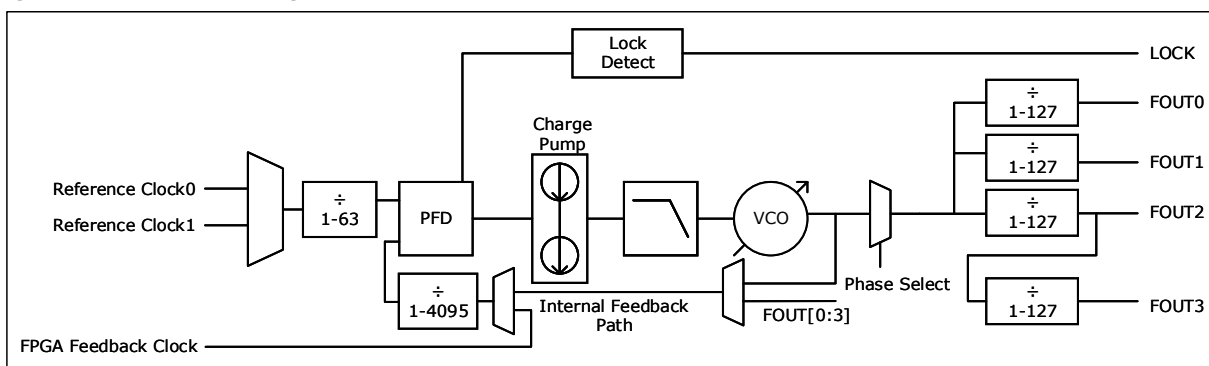 Lock
Detect
LOCK
÷
1-127
FOUT0
Charge
Pump
÷
1-127
FOUT1
Reference Clock0
÷
1-63
PFD
VCO
÷
1-127
FOUT2
Reference Clock1
÷
1-4095
Internal Feedback
Path
FOUT[0:3]
Phase Select
÷
1-127
FOUT3
FPGA Feedback Clock